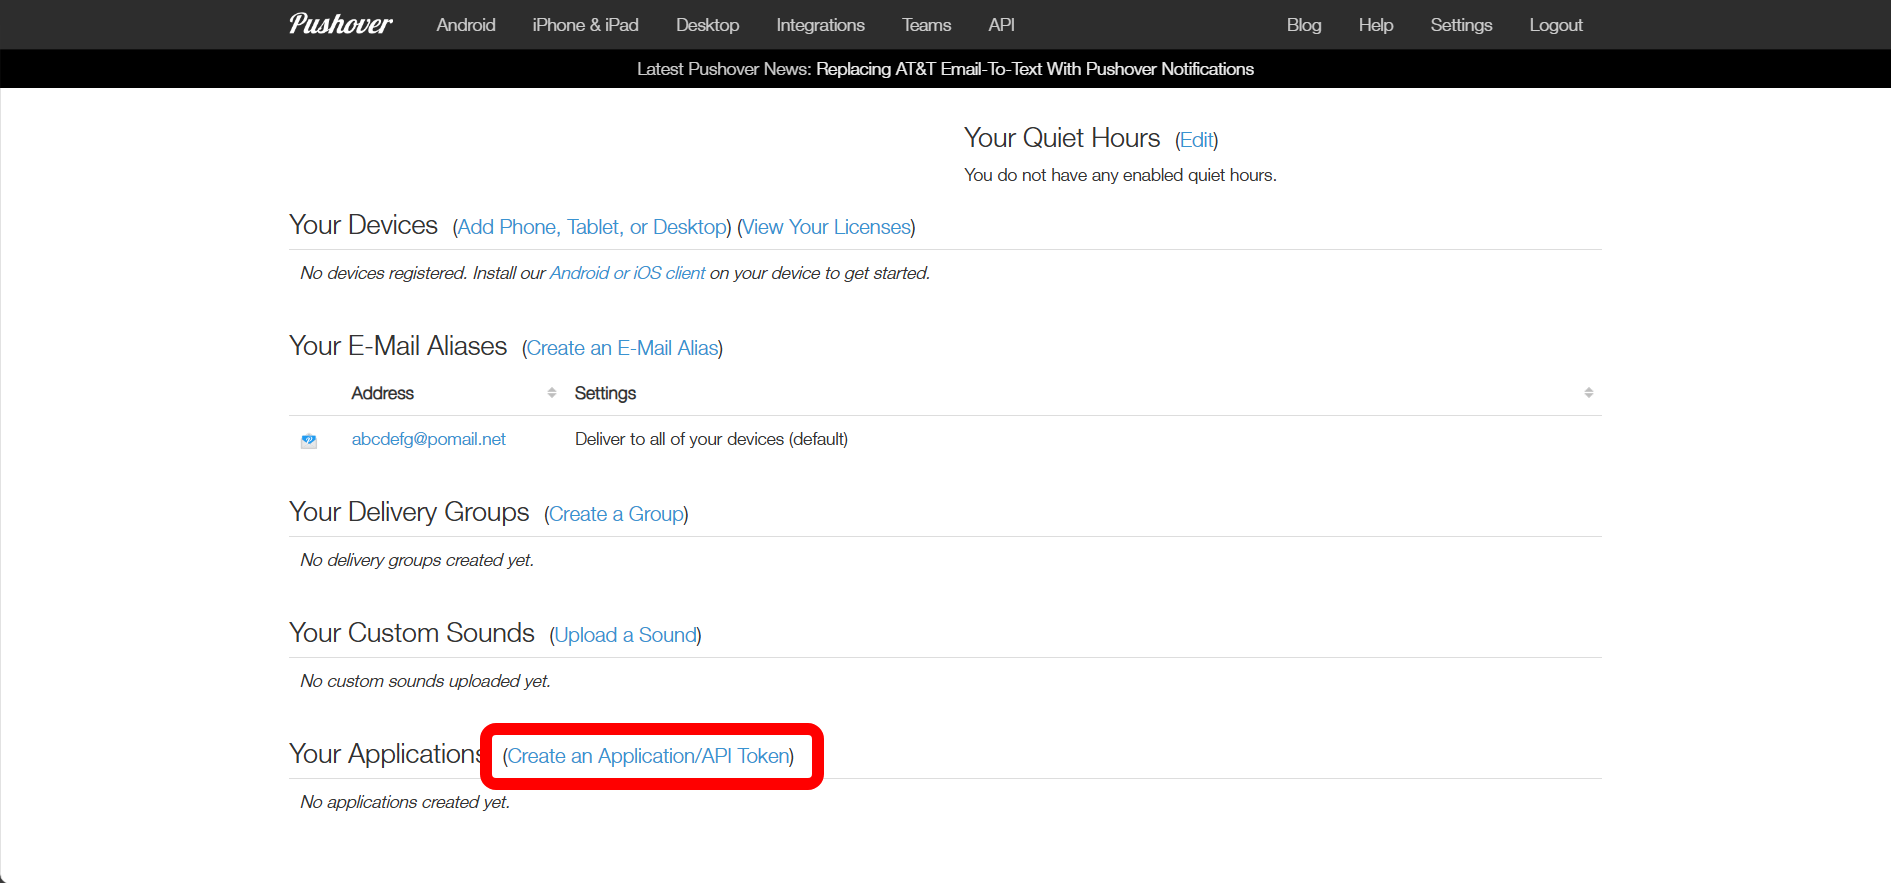 Pushover Android iPhone & iPad Desktop Integrations Teams API Blog Help Settings Logout
Latest Pushover News: Replacing AT&T Email-To-Text With Pushover Notifications
Your Quiet Hours (Edit)
You do not have any enabled quiet hours.
Your Devices (Add Phone, Tablet, or Desktop) (View Your Licenses)
No devices registered. Install our Android or iOS client on your device to get started.
Your E-Mail Aliases (Create an E-Mail Alias)
Address Settings
abcdefg@pomail.net Deliver to all of your devices (default)
Your Delivery Groups (Create a Group)
No delivery groups created yet.
Your Custom Sounds (Upload a Sound)
No custom sounds uploaded yet.
Your Applications (Create an Application/API Token)
No applications created yet.